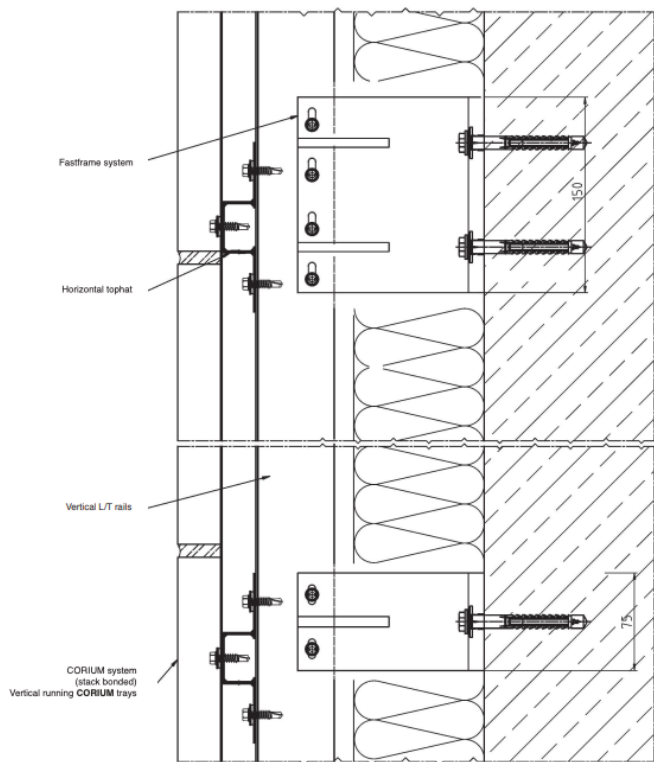 Fastframe system
150
Horizontal tophat
Vertical L/T rails
75
CORIUM system
(stack bonded)
Vertical running CORIUM trays